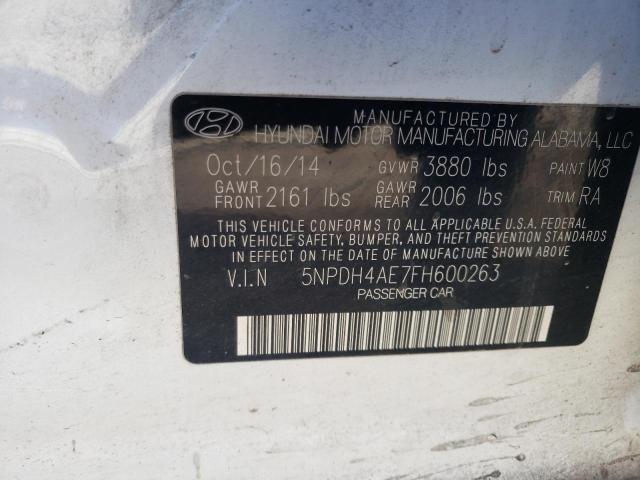 MANUFACTURED BY
HYUNDAI MOTOR MANUFACTURING ALABAMA, LLC
Oct/16/14 GVWR 3880 lbs PAINT W8
GAWR FRONT 2161 lbs GAWR REAR 2006 lbs TRIM RA
THIS VEHICLE CONFORMS TO ALL APPLICABLE U.S.A. FEDERAL
MOTOR VEHICLE SAFETY, BUMPER, AND THEFT PREVENTION STANDARDS
IN EFFECT ON THE DATE OF MANUFACTURE SHOWN ABOVE
V.I.N 5NPDH4AE7FH600263
PASSENGER CAR